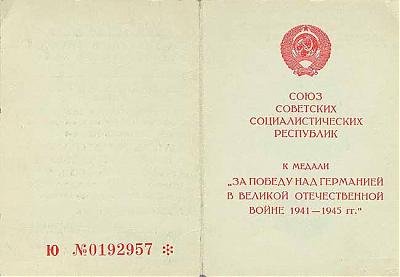 Ю №0192957 *
СОЮЗ
СОВЕТСКИХ
СОЦИАЛИСТИЧЕСКИХ
РЕСПУБЛИК
К МЕДАЛИ
„ЗА ПОБЕДУ НАД ГЕРМАНИЕЙ
В ВЕЛИКОЙ ОТЕЧЕСТВЕННОЙ
ВОЙНЕ 1941—1945 гг."